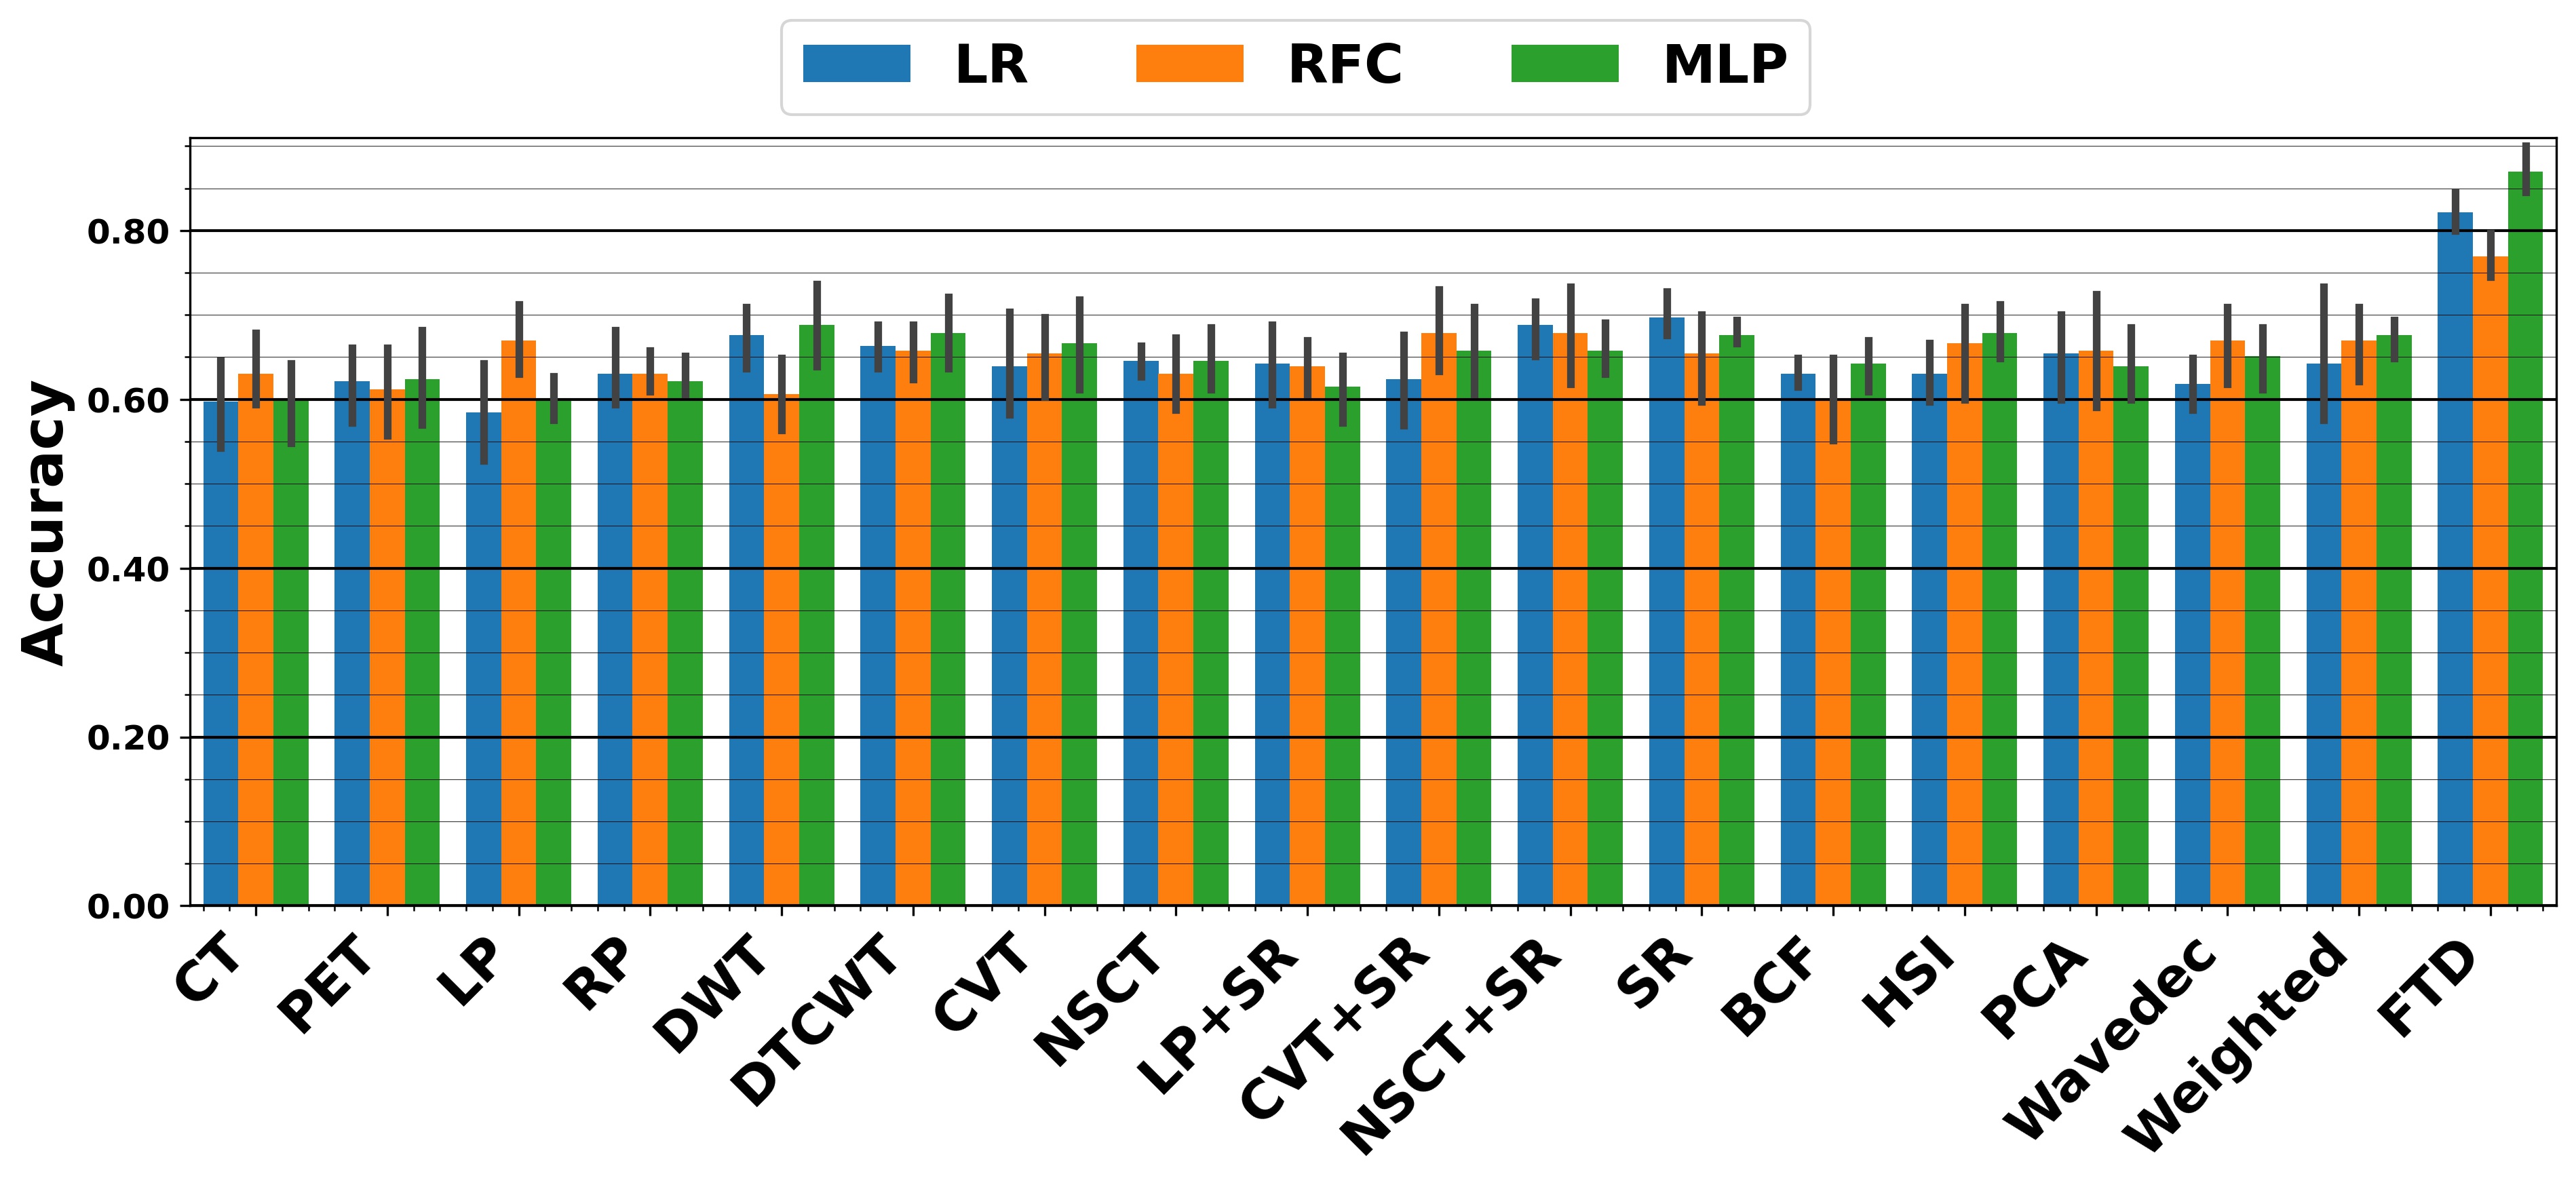 LR RFC MLP
Accuracy
0.80
0.60
0.40
0.20
0.00
CT PET LP RP DWT DTCWT CVT NSCT LP+SR CVT+SR NSCT+SR SR BCF HSI PCA Wavedec Weighted FTD